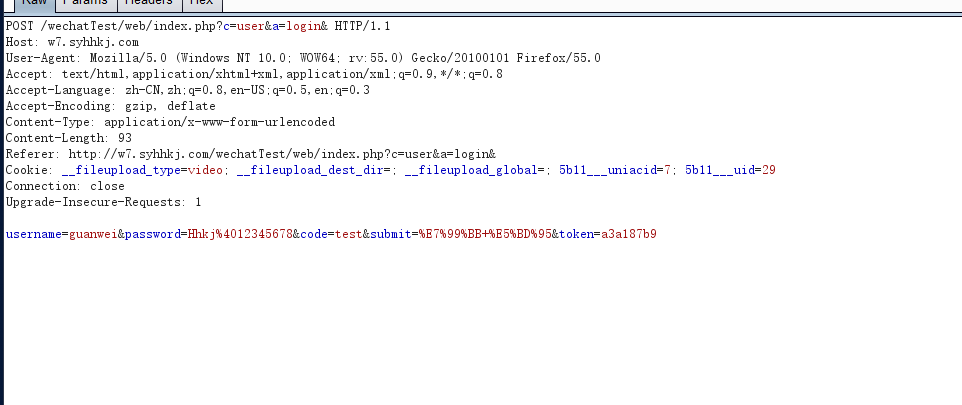 Raw Params Headers Hex
POST /wechatTest/web/index.php?c=user&a=login& HTTP/1.1
Host: w7.syhhkj.com
User-Agent: Mozilla/5.0 (Windows NT 10.0; WOW64; rv:55.0) Gecko/20100101 Firefox/55.0
Accept: text/html,application/xhtml+xml,application/xml;q=0.9,*/*;q=0.8
Accept-Language: zh-CN,zh;q=0.8,en-US;q=0.5,en;q=0.3
Accept-Encoding: gzip, deflate
Content-Type: application/x-www-form-urlencoded
Content-Length: 93
Referer: http://w7.syhhkj.com/wechatTest/web/index.php?c=user&a=login&
Cookie: __fileupload_type=video; __fileupload_dest_dir=; __fileupload_global=; 5b11___uniacid=7; 5b11___uid=29
Connection: close
Upgrade-Insecure-Requests: 1
username=guanwei&password=Hhkj%4012345678&code=test&submit=%E7%99%BB+%E5%BD%95&token=a3a187b9